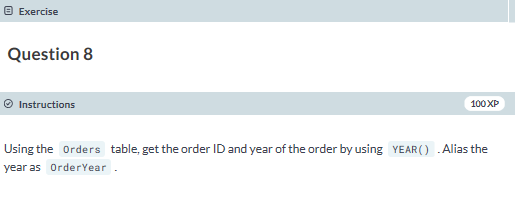 Exercise
Question 8
Instructions
100 XP
Using the Orders table, get the order ID and year of the order by using YEAR() . Alias the
year as OrderYear .